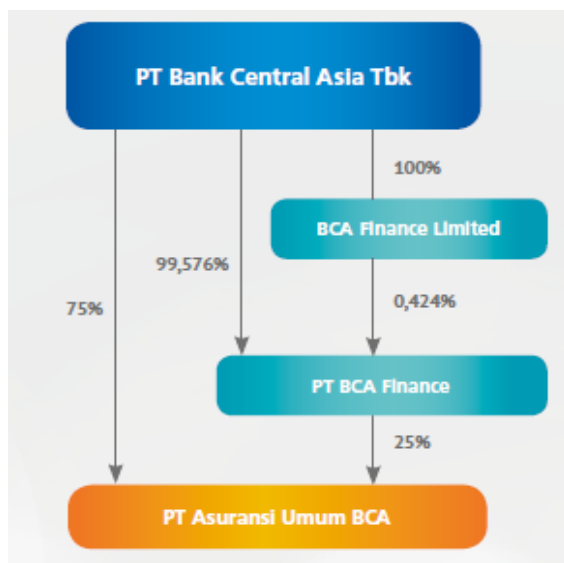 PT Bank Central Asia Tbk
100%
BCA Finance Limited
99,576%
75%
0,424%
PT BCA Finance
25%
PT Asuransi Umum BCA